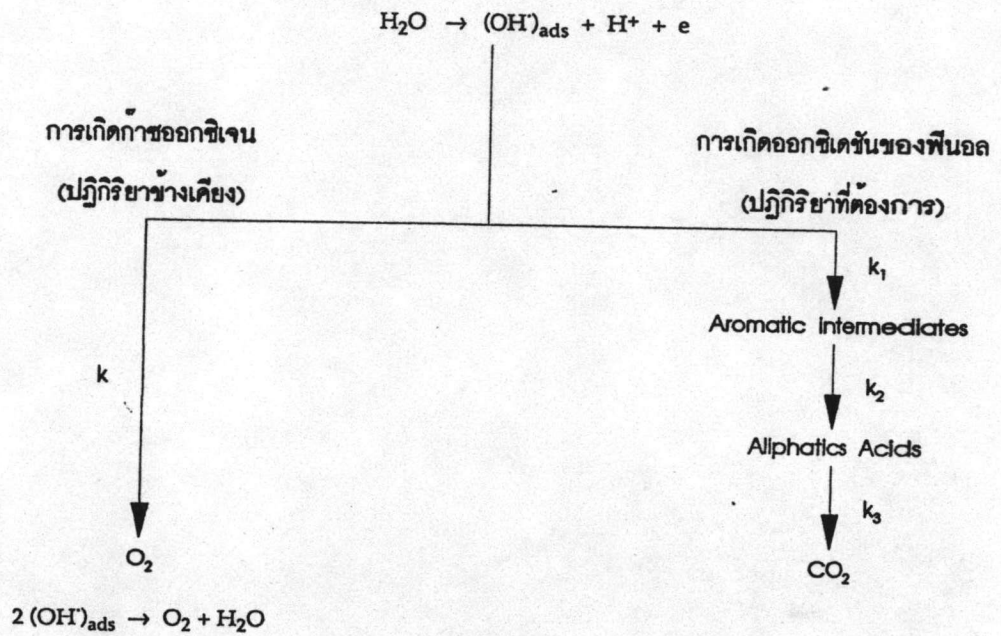 H₂O → (OH˙)ads + H⁺ + e
การเกิดก๊าซออกซิเจน
(ปฏิกิริยาข้างเคียง)
การเกิดออกซิเดชันของฟีนอล
(ปฏิกิริยาที่ต้องการ)
k₁
Aromatic intermediates
k
k₂
Aliphatics Acids
k₃
O₂
CO₂
2 (OH˙)ads → O₂ + H₂O